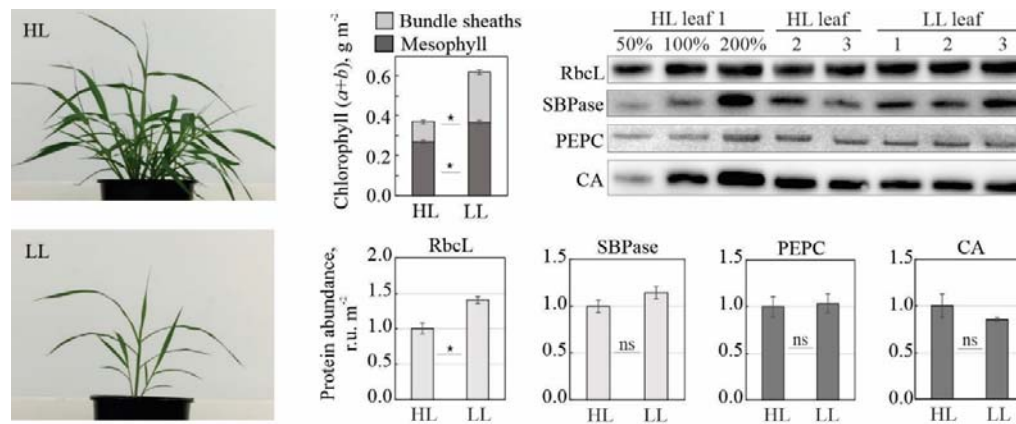 HL
LL
Bundle sheaths
Mesophyll
Chlorophyll (a+b), g m⁻²
0.6
0.4
0.2
0.0
*
*
HL LL
HL leaf 1 HL leaf LL leaf
50% 100% 200% 2 3 1 2 3
RbcL
SBPase
PEPC
CA
Protein abundance,
r.u. m⁻²
RbcL
2.0
1.5
1.0
0.5
0.0
*
HL LL
SBPase
1.5
1.0
0.5
0.0
ns
HL LL
PEPC
1.5
1.0
0.5
0.0
ns
HL LL
CA
1.5
1.0
0.5
0.0
ns
HL LL